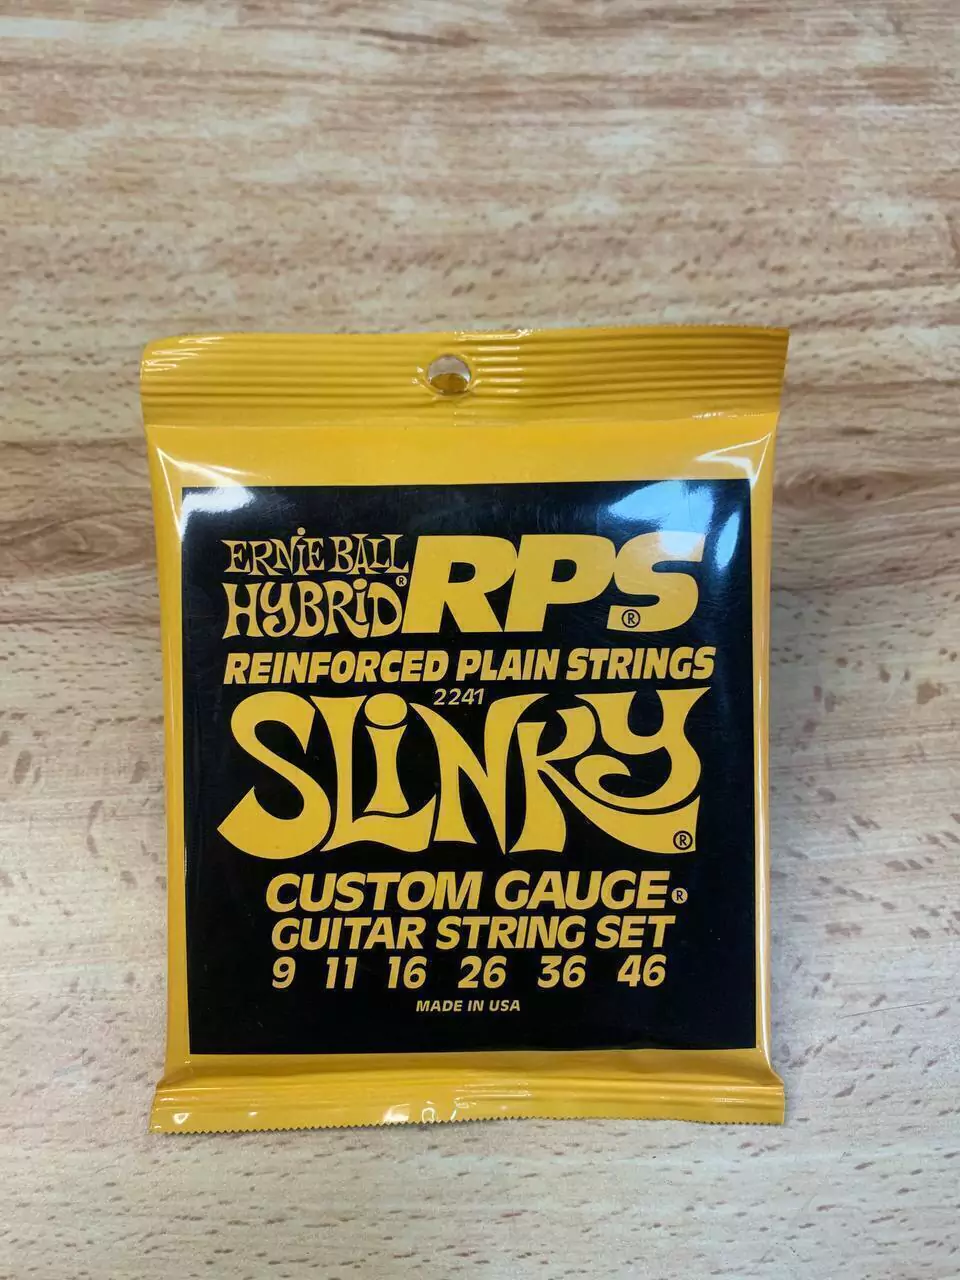 ERNIE BALL
HYBRID® RPS®
REINFORCED PLAIN STRINGS
2241
SLINKY®
CUSTOM GAUGE®
GUITAR STRING SET
9 11 16 26 36 46
MADE IN USA